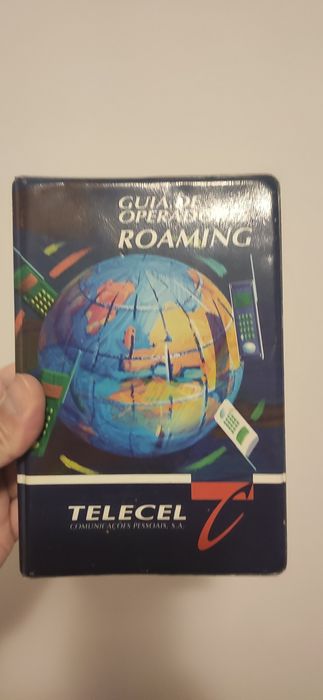 GUIA DE
ROAMING
TELECEL
COMUNICAÇÕES PESSOAIS, S.A.